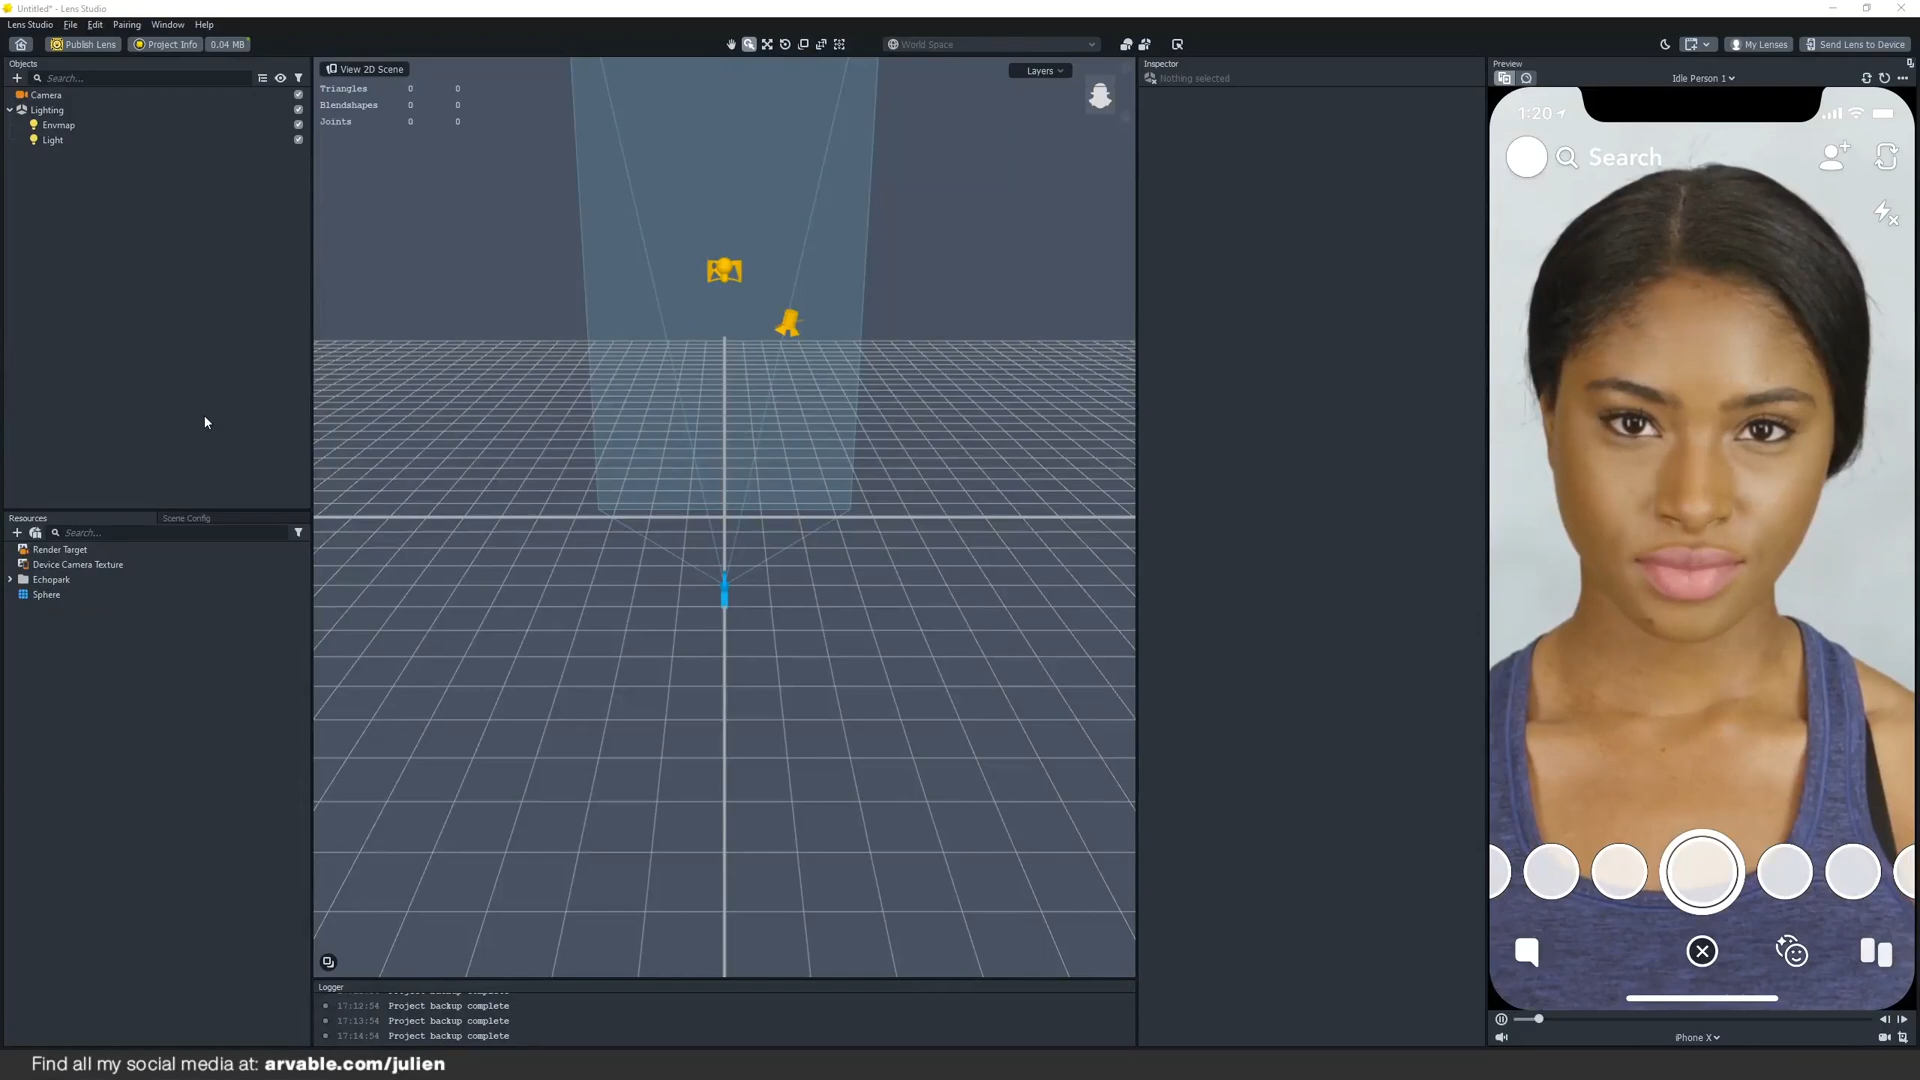 Untitled* - Lens Studio
Lens Studio File Edit Pairing Window Help
Publish Lens Project Info 0.04 MB World Space My Lenses Send Lens to Device
Objects
Search...
Camera
Lighting
Envmap
Light
Resources Scene Config
Search...
Render Target
Device Camera Texture
Echopark
Sphere
View 2D Scene Layers
Triangles 0 0
Blendshapes 0 0
Joints 0 0
Logger
17:12:54 Project backup complete
17:13:54 Project backup complete
17:14:54 Project backup complete
Inspector
Nothing selected
Preview
Idle Person 1
1:20
Search
iPhone X
Find all my social media at: arvable.com/julien